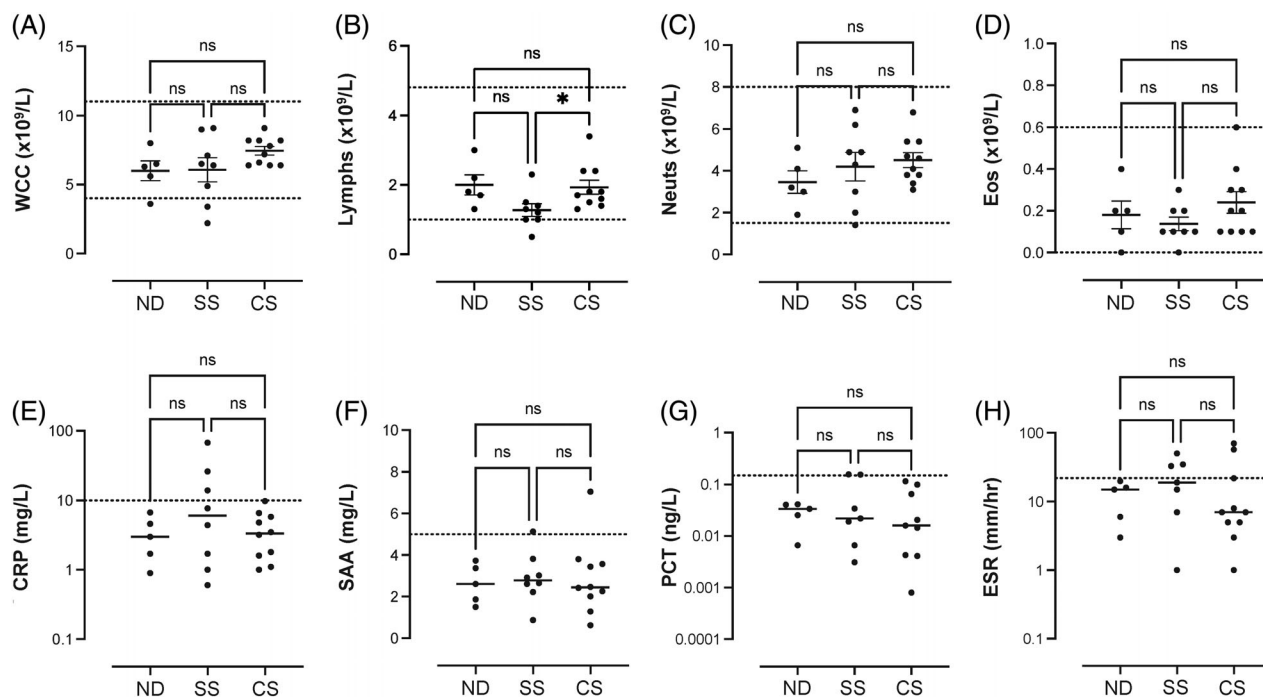 (A)
ns
ns
ns
WCC (x10⁹/L)
15
10
5
0
ND
SS
CS
(B)
ns
ns
*
Lymphs (x10⁹/L)
6
4
2
0
ND
SS
CS
(C)
ns
ns
ns
Neuts (x10⁹/L)
10
8
6
4
2
0
ND
SS
CS
(D)
ns
ns
ns
Eos (x10⁹/L)
1.0
0.8
0.6
0.4
0.2
0.0
ND
SS
CS
(E)
ns
ns
ns
CRP (mg/L)
100
10
1
0.1
ND
SS
CS
(F)
ns
ns
ns
SAA (mg/L)
10
8
6
4
2
0
ND
SS
CS
(G)
ns
ns
ns
PCT (ng/L)
1
0.1
0.01
0.001
0.0001
ND
SS
CS
(H)
ns
ns
ns
ESR (mm/hr)
100
10
1
0.1
ND
SS
CS